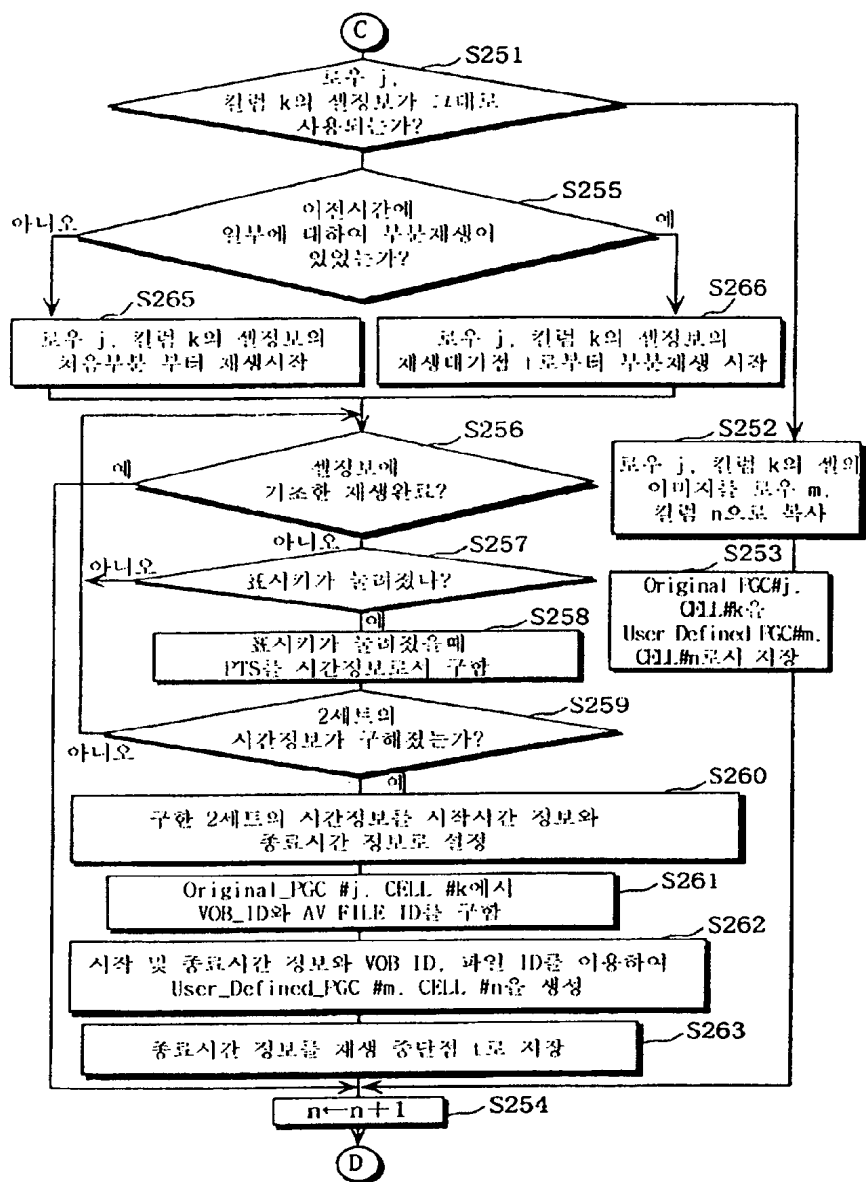 C
S251
로우 j,
컬럼 k의 셀정보가 그대로
사용되는가?
S255
이전시간에
일부에 대하여 부분재생이
있었는가?
아니오
예
S265
로우 j, 컬럼 k의 셀정보의
처음부분 부터 재생시작
S266
로우 j, 컬럼 k의 셀정보의
재생대기점 t로부터 부분재생 시작
S256
셀정보에
기초한 재생완료?
예
아니오
S252
로우 j, 컬럼 k의 셀의
이미지를 로우 m,
컬럼 n으로 복사
S257
표시키가 눌려졌나?
아니오
예
S253
Original PGC#j,
CELL#k을
User Defined PGC#m,
CELL#n로서 저장
S258
표시키가 눌려졌을때
PTS를 시간정보로서 구함
S259
2세트의
시간정보가 구해졌는가?
아니오
예
S260
구한 2세트의 시간정보를 시작시간 정보와
종료시간 정보로 설정
S261
Original_PGC #j, CELL #k에서
VOB_ID와 AV FILE ID를 구함
S262
시작 및 종료시간 정보와 VOB ID, 파일 ID를 이용하여
User_Defined_PGC #m, CELL #n을 생성
S263
종료시간 정보를 재생 중단점 t로 저장
S254
n←n+1
D